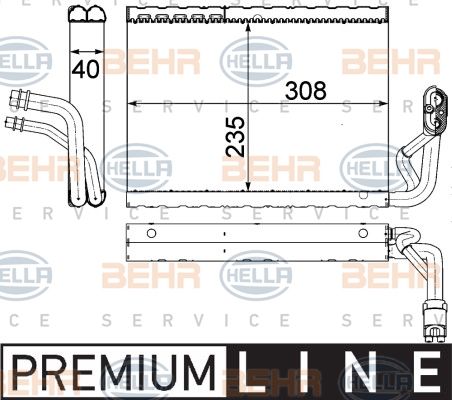 HELLA BEHR HELLA BEHR
40
SERVICE SERVICE
308
235
BEHR HELLA BEHR HELLA
SERVICE SERVICE
HELLA BEHR HELLA BEHR
SERVICE SERVICE
PREMIUM LINE